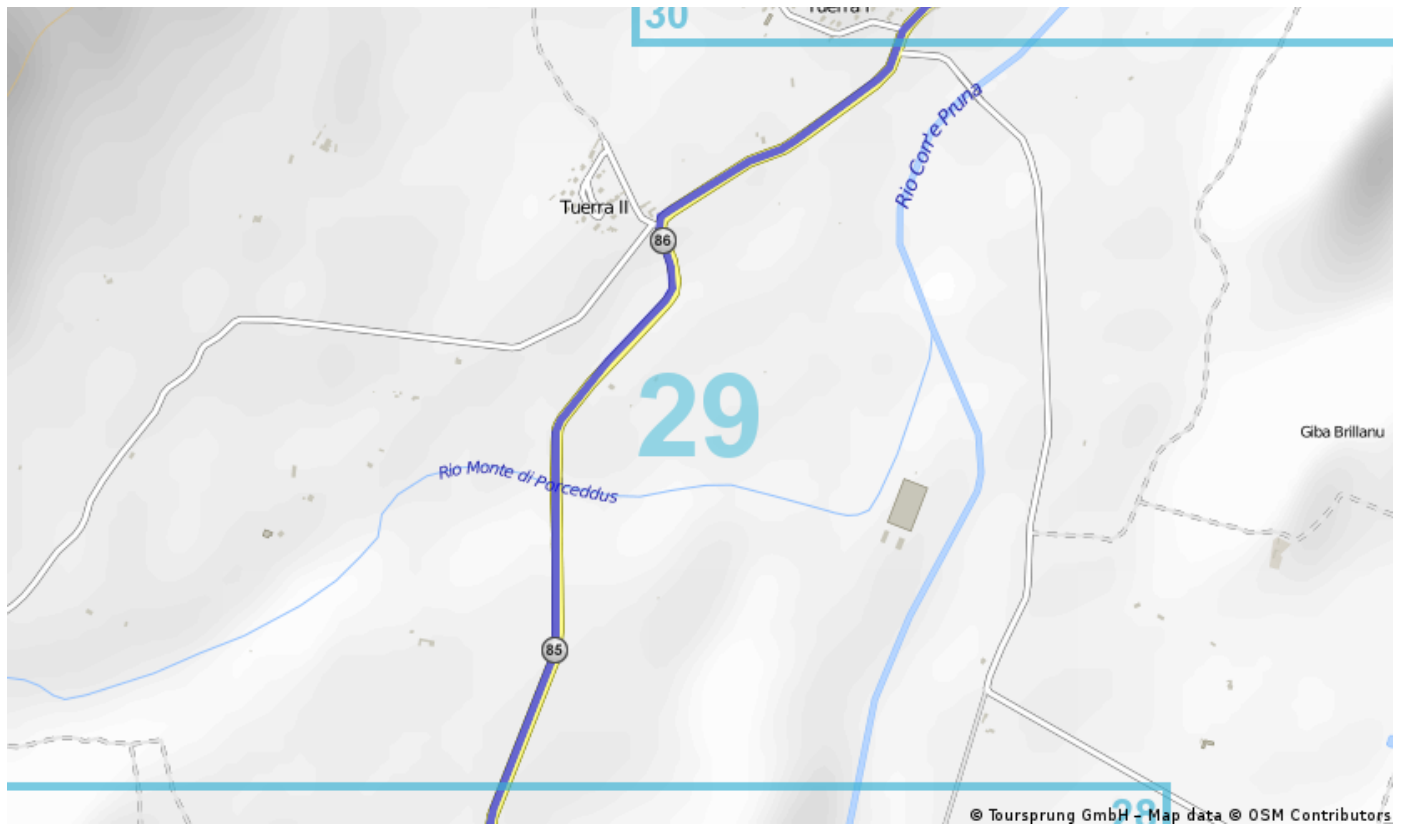 30
Tuerra I
Rio Corr'e Pruna
Tuerra II
86
29
Giba Brillanu
Rio Monte di Porceddus
85
28
© Toursprung GmbH – Map data © OSM Contributors